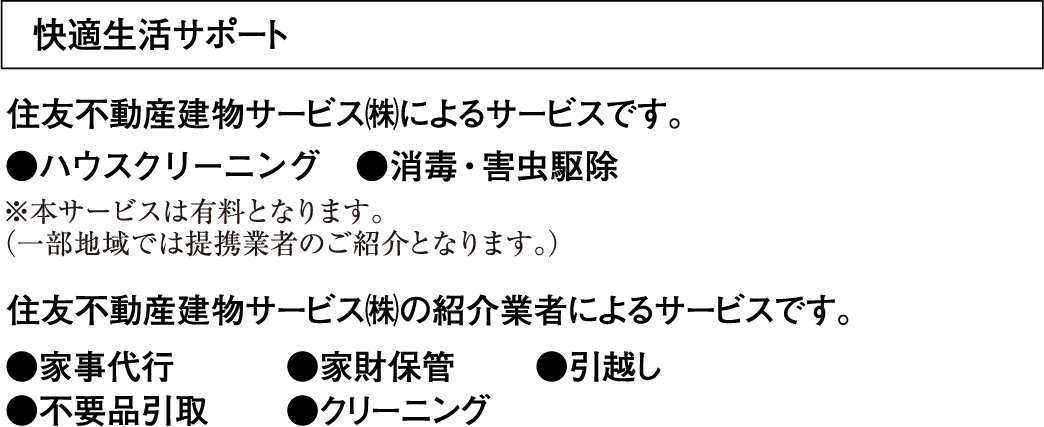 快適生活サポート
住友不動産建物サービス㈱によるサービスです。
●ハウスクリーニング ●消毒・害虫駆除
※本サービスは有料となります。
（一部地域では提携業者のご紹介となります。）
住友不動産建物サービス㈱の紹介業者によるサービスです。
●家事代行 ●家財保管 ●引越し
●不要品引取 ●クリーニング